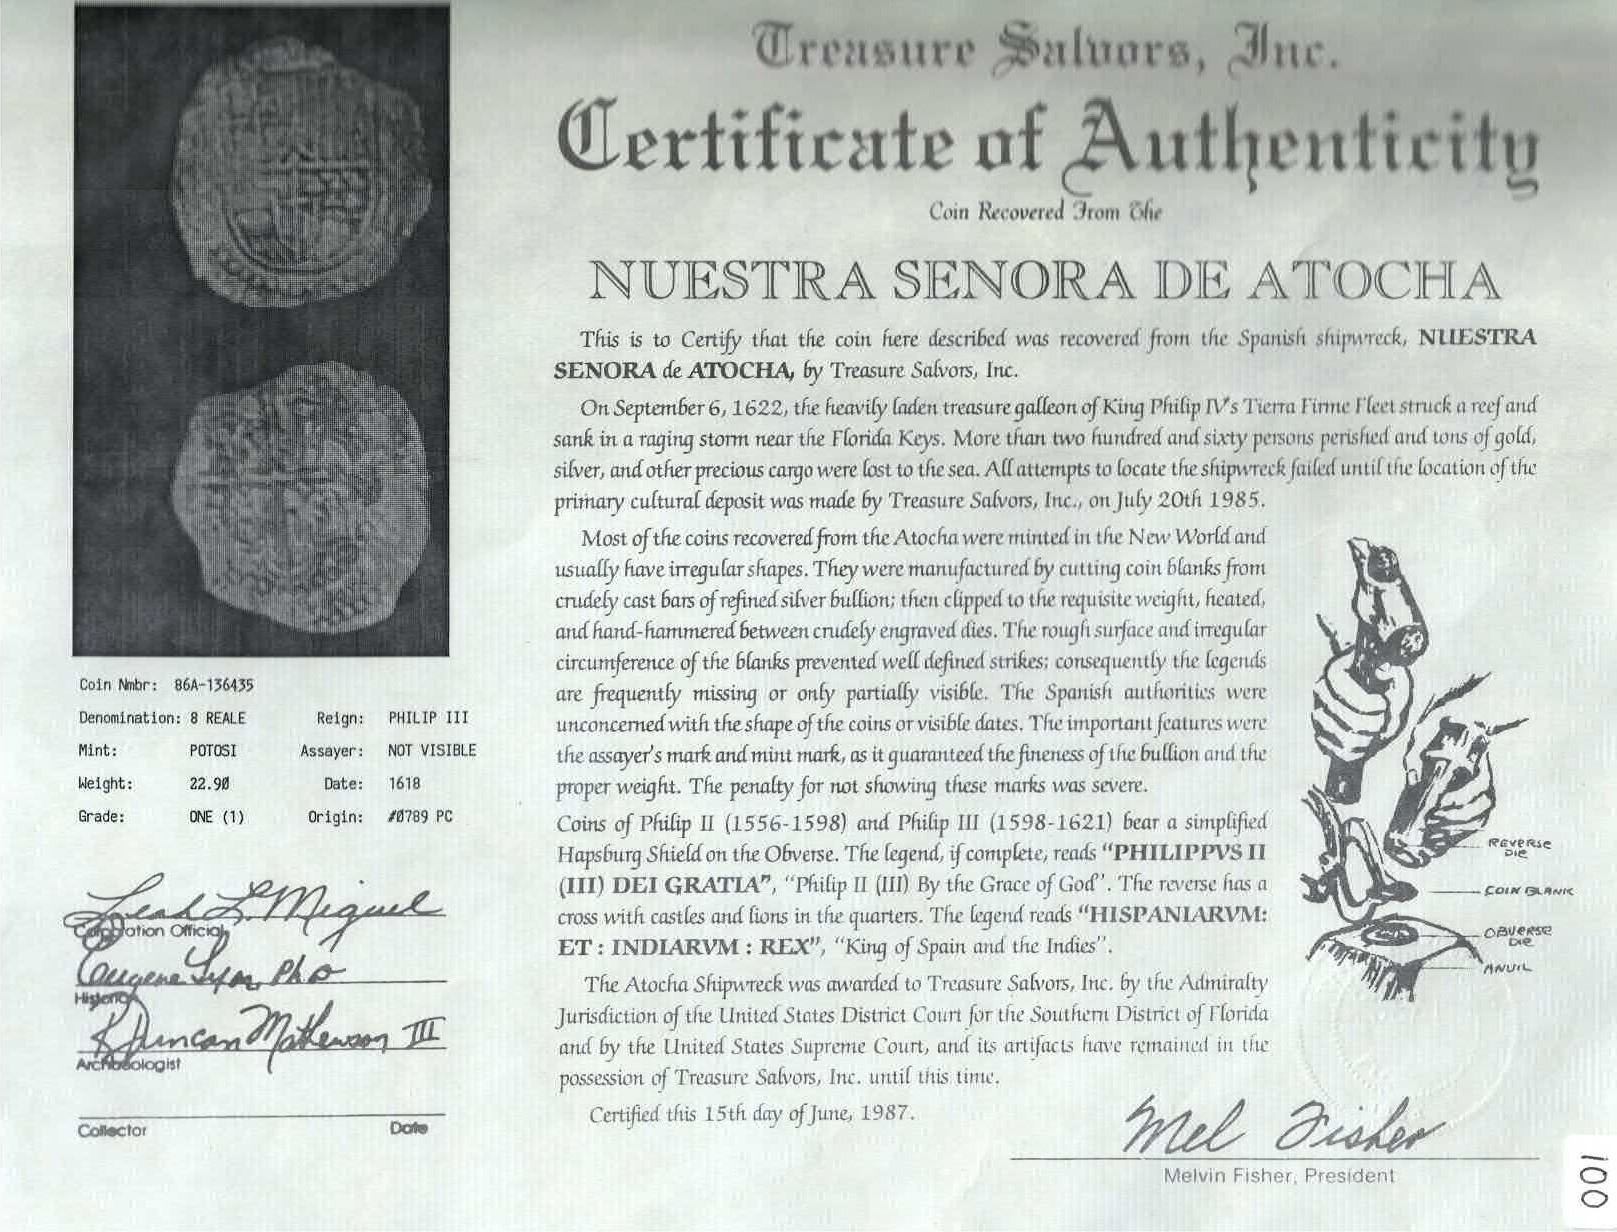 Treasure Salvors, Inc.
Certificate of Authenticity
Coin Recovered From The
NUESTRA SENORA DE ATOCHA
This is to Certify that the coin here described was recovered from the Spanish shipwreck, NUESTRA
SENORA de ATOCHA, by Treasure Salvors, Inc.
On September 6, 1622, the heavily laden treasure galleon of King Philip IV's Tierra Firme Fleet struck a reef and
sank in a raging storm near the Florida Keys. More than two hundred and sixty persons perished and tons of gold,
silver, and other precious cargo were lost to the sea. All attempts to locate the shipwreck failed until the location of the
primary cultural deposit was made by Treasure Salvors, Inc., on July 20th 1985.
Most of the coins recovered from the Atocha were minted in the New World and
usually have irregular shapes. They were manufactured by cutting coin blanks from
crudely cast bars of refined silver bullion; then clipped to the requisite weight, heated,
and hand-hammered between crudely engraved dies. The rough surface and irregular
circumference of the blanks prevented well defined strikes; consequently the legends
are frequently missing or only partially visible. The Spanish authorities were
unconcerned with the shape of the coins or visible dates. The important features were
the assayer's mark and mint mark, as it guaranteed the fineness of the bullion and the
proper weight. The penalty for not showing these marks was severe.
Coins of Philip II (1556-1598) and Philip III (1598-1621) bear a simplified
Hapsburg Shield on the Obverse. The legend, if complete, reads "PHILIPPVS II
(III) DEI GRATIA", "Philip II (III) By the Grace of God". The reverse has a
cross with castles and lions in the quarters. The legend reads "HISPANIARVM:
ET : INDIARVM : REX", "King of Spain and the Indies".
The Atocha Shipwreck was awarded to Treasure Salvors, Inc. by the Admiralty
Jurisdiction of the United States District Court for the Southern District of Florida
and by the United States Supreme Court, and its artifacts have remained in the
possession of Treasure Salvors, Inc. until this time.
Certified this 15th day of June, 1987.
Mel Fisher
Melvin Fisher, President
REVERSE
DIE
COIN BLANK
OBVERSE
DIE
ANVIL
Coin Nmbr: 86A-136435
Denomination: 8 REALE Reign: PHILIP III
Mint: POTOSI Assayer: NOT VISIBLE
Weight: 22.90 Date: 1618
Grade: ONE (1) Origin: #0789 PC
Leah L. Miguel
Corporation Official
Eugene Lyon, PhD
Historian
R Duncan Mathewson III
Archaeologist
Collector Date
100